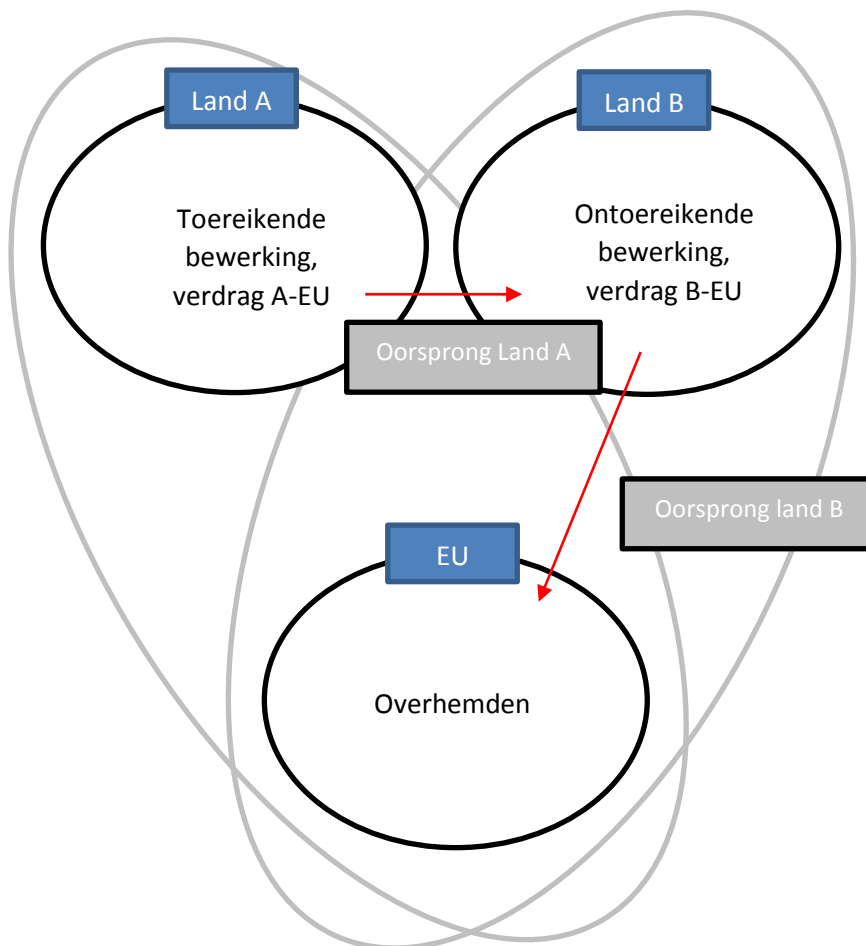 Land A
Land B
Toereikende
bewerking,
verdrag A-EU
Ontoereikende
bewerking,
verdrag B-EU
Oorsprong Land A
Oorsprong land B
EU
Overhemden